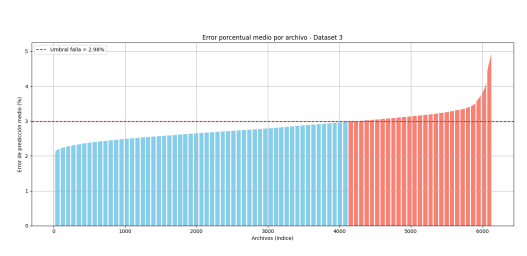 Error porcentual medio por archivo - Dataset 3
Umbral falla = 2.98%
Error de predicción medio (%)
5
4
3
2
1
0
0 1000 2000 3000 4000 5000 6000
Archivos (índice)